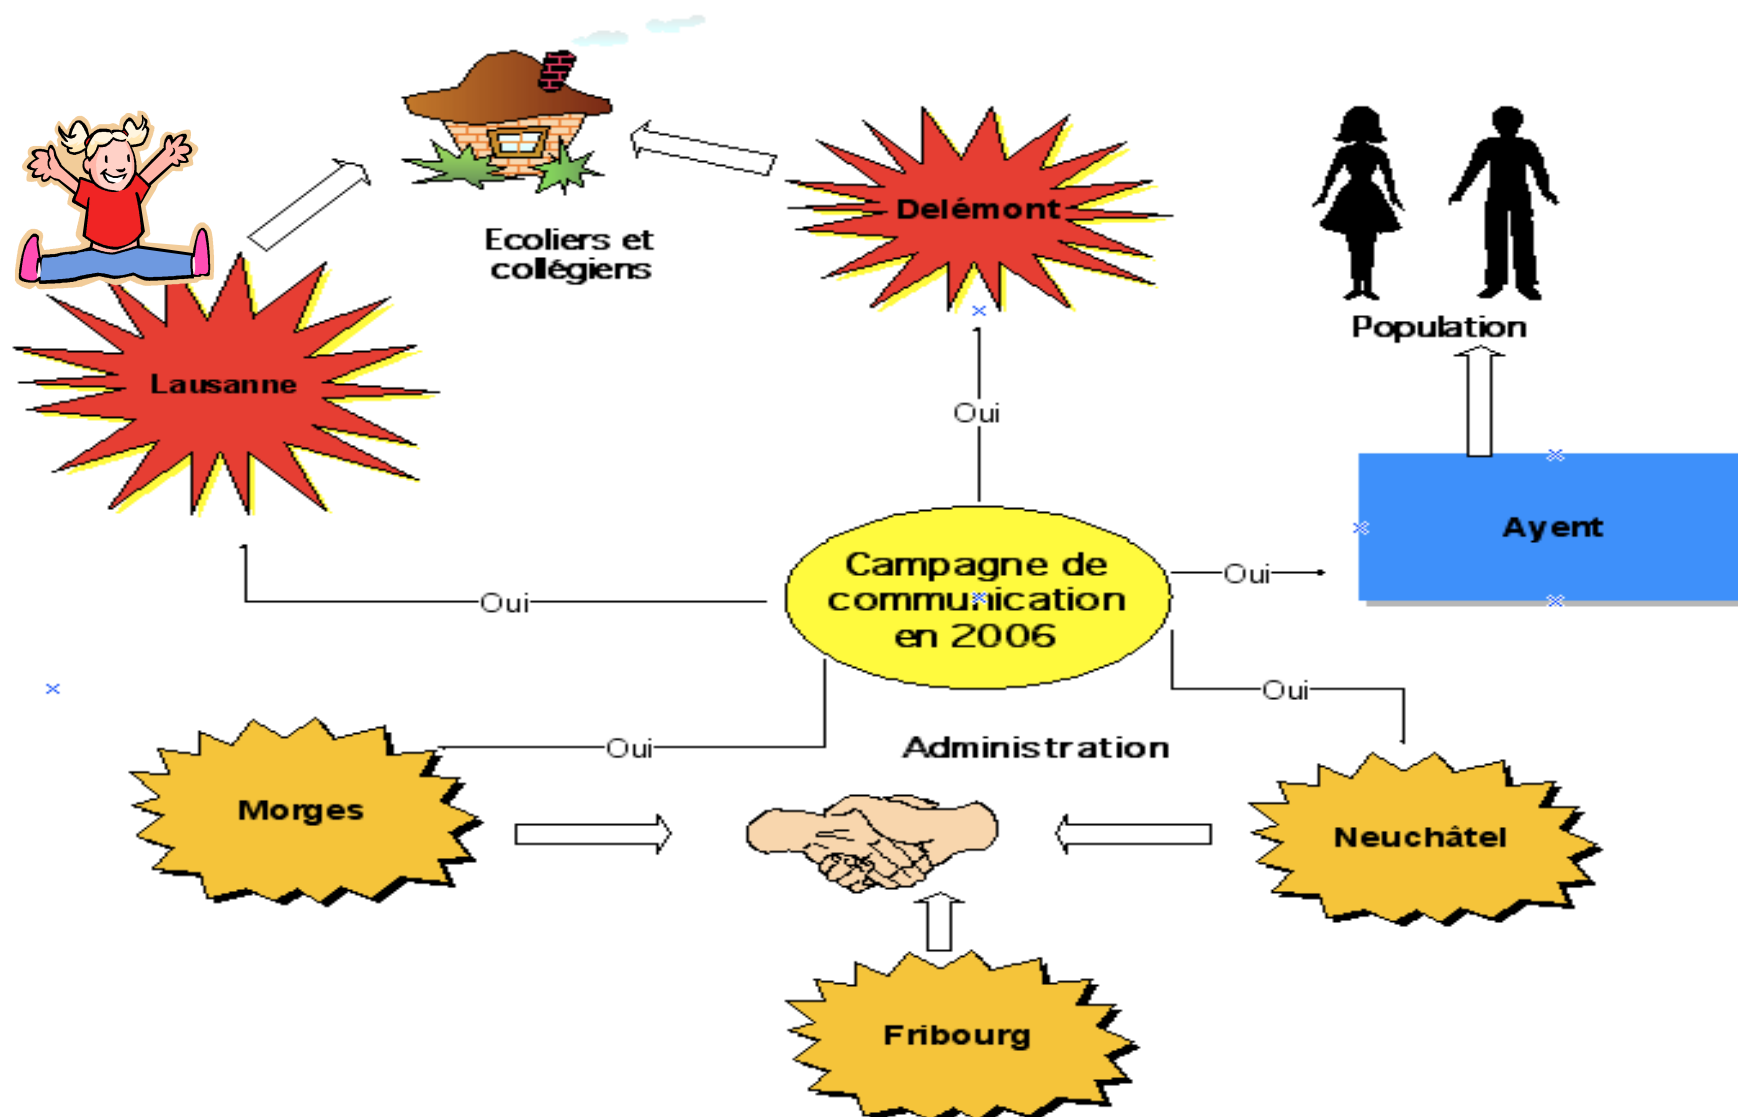 Ecoliers et
collégiens
Delémont
Population
Lausanne
Oui
Ayent
Campagne de
communication
en 2006
Oui
Oui
Oui
Oui
Administration
Morges
Neuchâtel
Fribourg